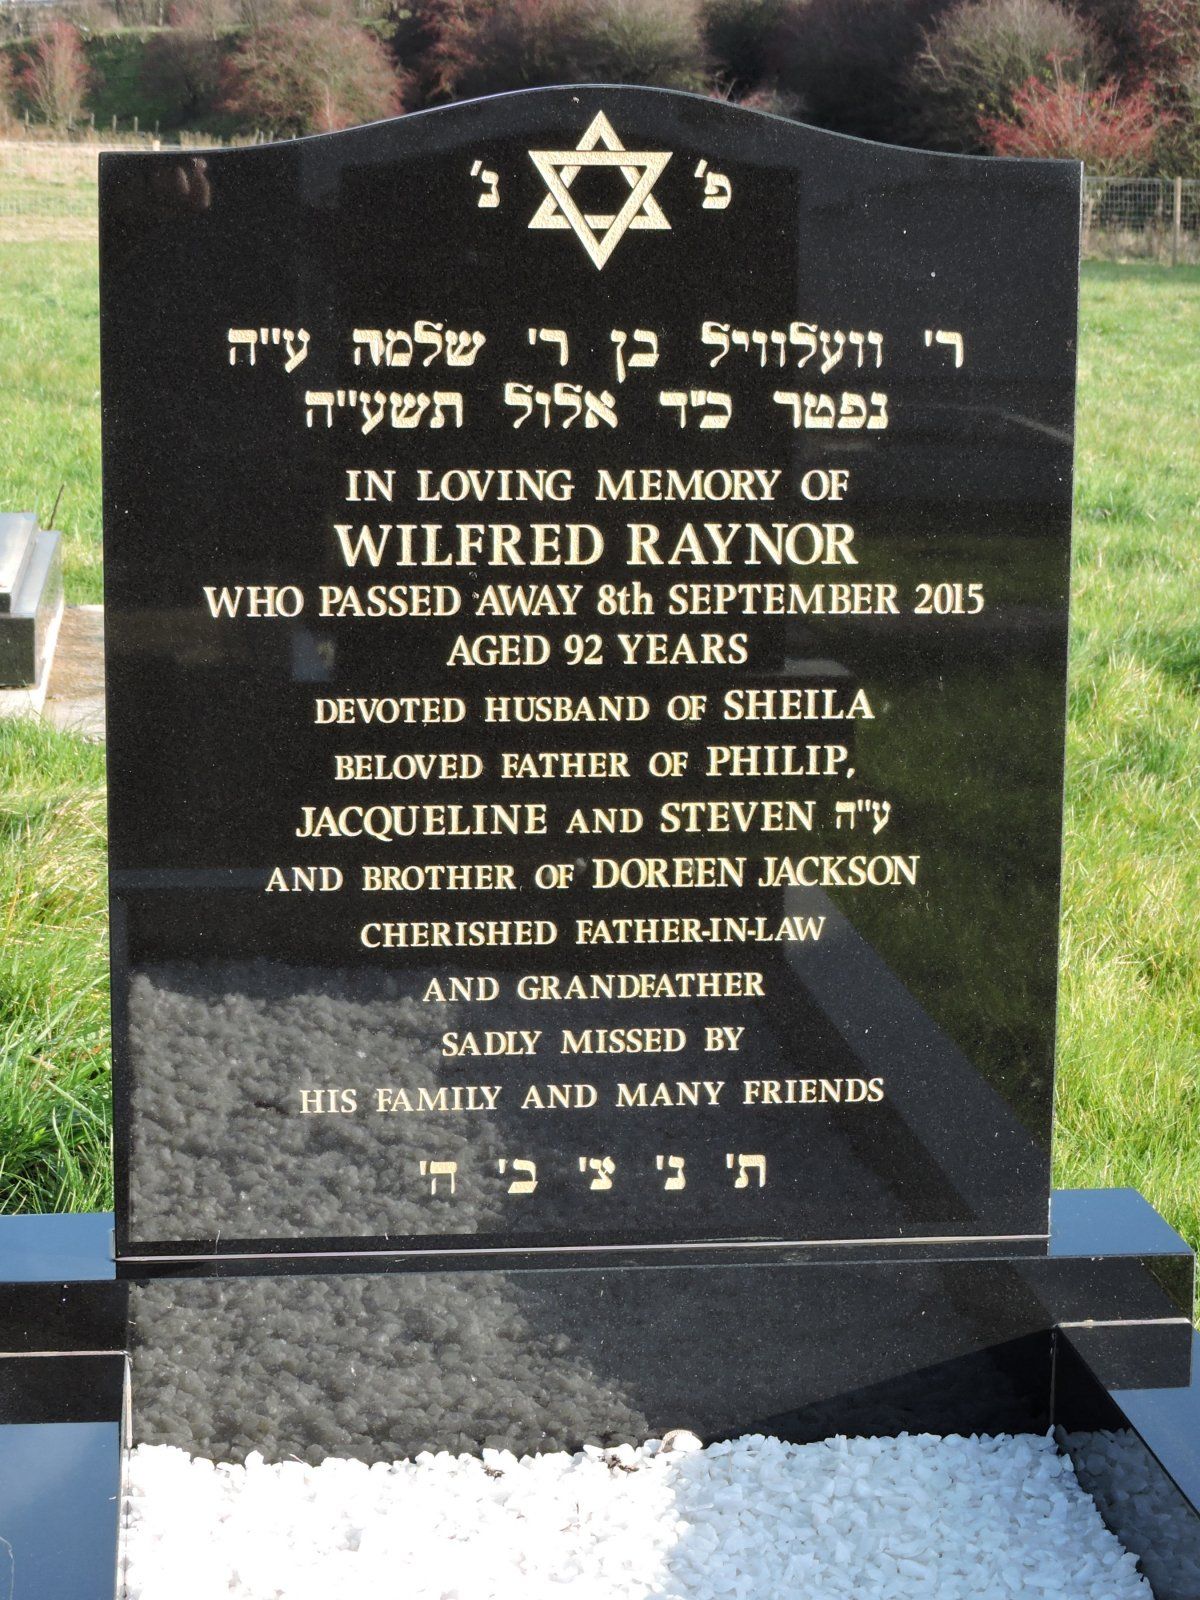 פ' נ'
ר' וועלוויל בן ר' שלמה ע"ה
נפטר כ"ד אלול תשע"ה
IN LOVING MEMORY OF
WILFRED RAYNOR
WHO PASSED AWAY 8th SEPTEMBER 2015
AGED 92 YEARS
DEVOTED HUSBAND OF SHEILA
BELOVED FATHER OF PHILIP,
JACQUELINE AND STEVEN ע"ה
AND BROTHER OF DOREEN JACKSON
CHERISHED FATHER-IN-LAW
AND GRANDFATHER
SADLY MISSED BY
HIS FAMILY AND MANY FRIENDS
ת' נ' צ' ב' ה'